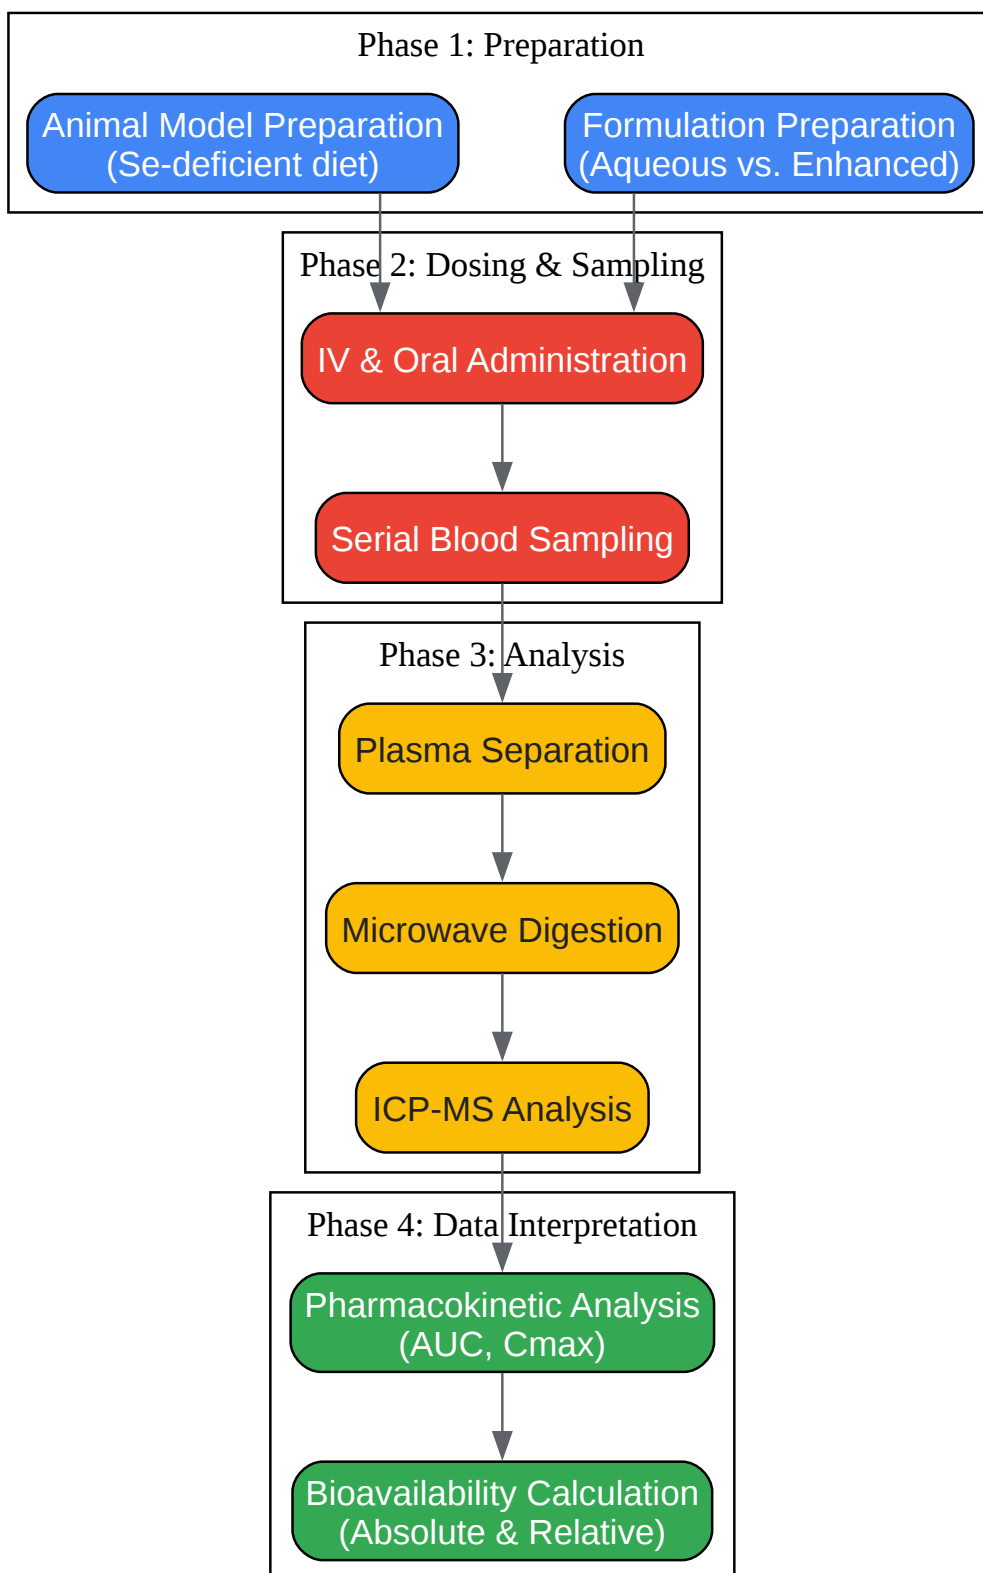 Phase 1: Preparation
Animal Model Preparation
(Se-deficient diet)
Formulation Preparation
(Aqueous vs. Enhanced)
Phase 2: Dosing & Sampling
IV & Oral Administration
Serial Blood Sampling
Phase 3: Analysis
Plasma Separation
Microwave Digestion
ICP-MS Analysis
Phase 4: Data Interpretation
Pharmacokinetic Analysis
(AUC, Cmax)
Bioavailability Calculation
(Absolute & Relative)